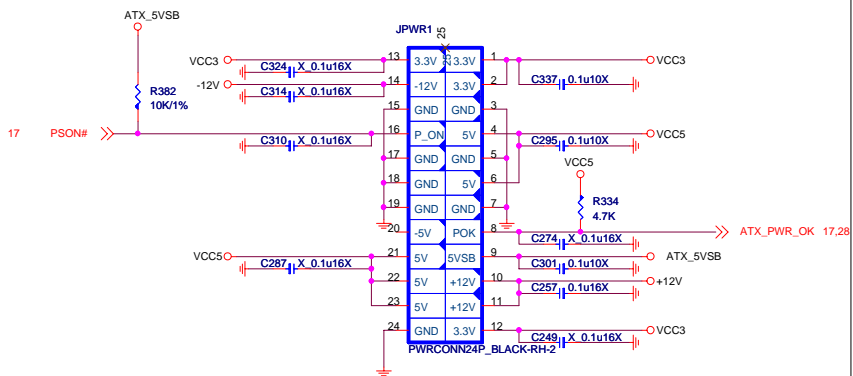 ATX_5VSB
JPWR1
25
25X
VCC3
13
3.3V
3.3V
1
VCC3
C324
X_0.1u16X
-12V
14
-12V
3.3V
2
C337
0.1u10X
R382
10K/1%
C314
X_0.1u16X
15
GND
GND
3
17
PSON#
16
P_ON
5V
4
VCC5
C310
X_0.1u16X
C295
0.1u10X
17
GND
GND
5
VCC5
18
GND
5V
6
R334
4.7K
19
GND
GND
7
20
-5V
POK
8
ATX_PWR_OK 17,28
C274
X_0.1u16X
VCC5
21
5V
5VSB
9
ATX_5VSB
C287
X_0.1u16X
C301
0.1u10X
22
5V
+12V
10
+12V
C257
0.1u16X
23
5V
+12V
11
24
GND
3.3V
12
VCC3
C249
X_0.1u16X
PWRCONN24P_BLACK-RH-2